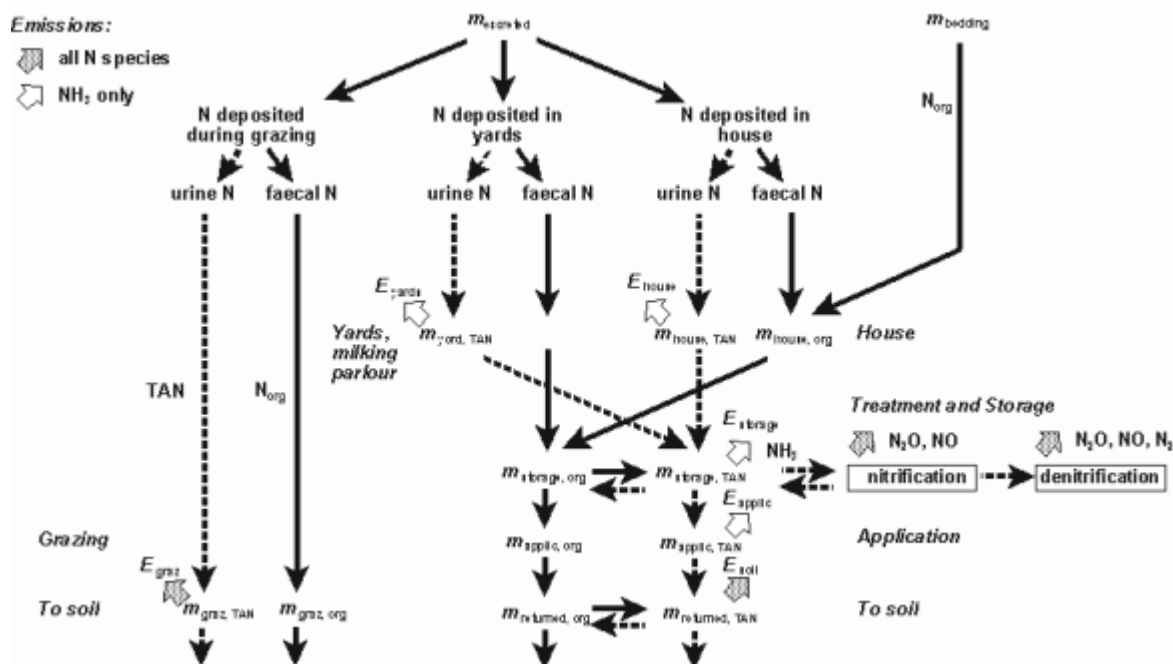 Emissions:
all N species
NH₃ only
m excreted
m bedding
N deposited
during grazing
N deposited in
yards
N deposited in
house
N org
urine N
faecal N
urine N
faecal N
urine N
faecal N
E yards
E house
m yard, TAN
m house, TAN
m house, org
House
Yards,
milking
parlour
TAN
N org
Treatment and Storage
E storage
NH₃
N₂O, NO
N₂O, NO, N₂
m storage, org
m storage, TAN
nitrification
denitrification
E applic
Grazing
m applic, org
m applic, TAN
Application
E graz
E soil
To soil
m graz, TAN
m graz, org
m returned, org
m returned, TAN
To soil